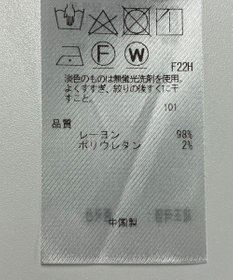 F W
F22H
淡色のものは無蛍光洗剤を使用。
よくすすぎ、絞りの後すぐに干
すこと。
101
品質
レーヨン 98%
ポリウレタン 2%
中国製